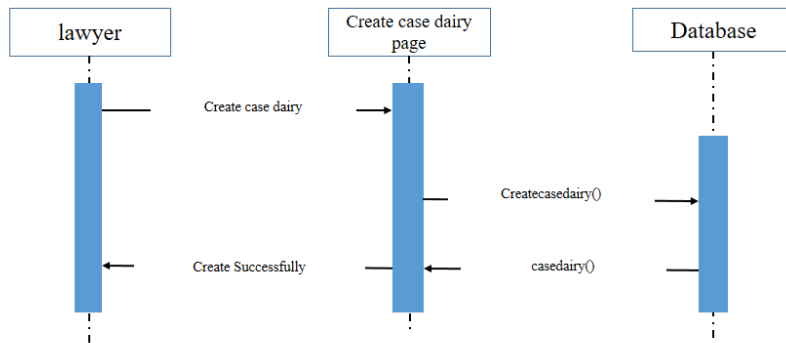 lawyer
Create case dairy
page
Database
Create case dairy
Createcasedairy()
Create Successfully
casedairy()